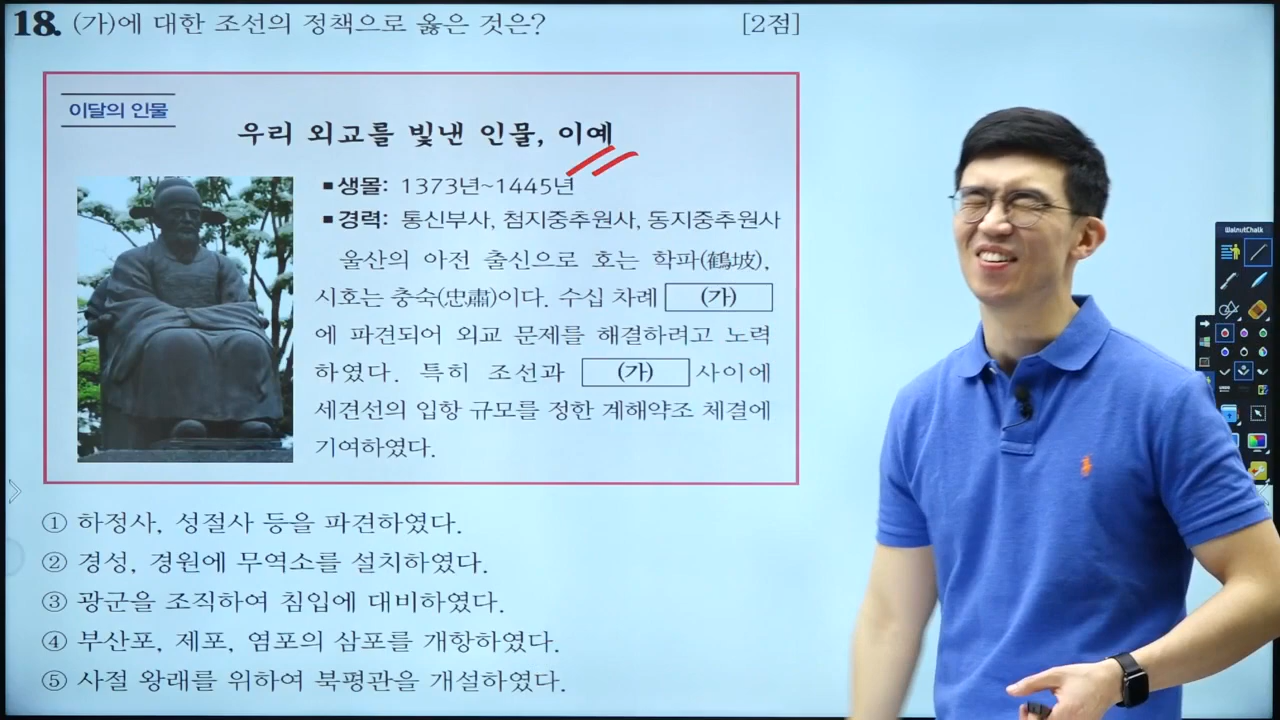 18. (가)에 대한 조선의 정책으로 옳은 것은? [2점]
이달의 인물
우리 외교를 빛낸 인물, 이예
■생몰: 1373년~1445년
■경력: 통신부사, 첨지중추원사, 동지중추원사
울산의 아전 출신으로 호는 학파(鶴坡),
시호는 충숙(忠肅)이다. 수십 차례 (가)
에 파견되어 외교 문제를 해결하려고 노력
하였다. 특히 조선과 (가) 사이에
세견선의 입항 규모를 정한 계해약조 체결에
기여하였다.
① 하정사, 성절사 등을 파견하였다.
② 경성, 경원에 무역소를 설치하였다.
③ 광군을 조직하여 침입에 대비하였다.
④ 부산포, 제포, 염포의 삼포를 개항하였다.
⑤ 사절 왕래를 위하여 북평관을 개설하였다.
WalnutChalk